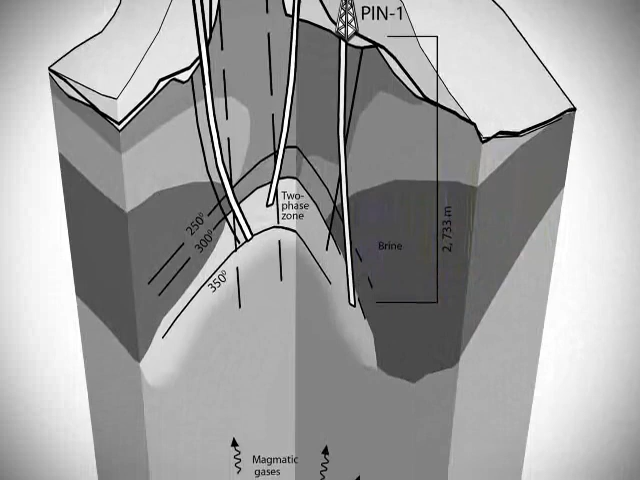 PIN-1
Two-
phase
zone
250°
300°
350°
Brine
2,733 m
Magmatic
gases